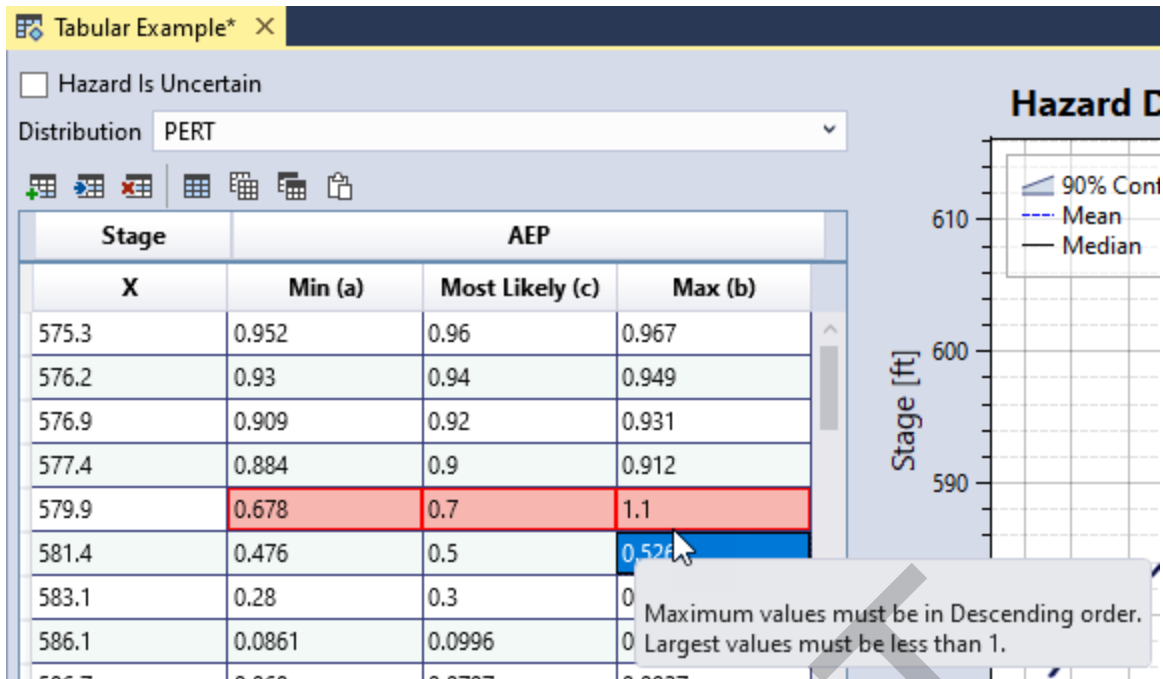 Tabular Example*
Hazard Is Uncertain
Distribution PERT
Stage AEP
X Min (a) Most Likely (c) Max (b)
575.3 0.952 0.96 0.967
576.2 0.93 0.94 0.949
576.9 0.909 0.92 0.931
577.4 0.884 0.9 0.912
579.9 0.678 0.7 1.1
581.4 0.476 0.5 0.526
583.1 0.28 0.3 0
586.1 0.0861 0.0996 0
Maximum values must be in Descending order.
Largest values must be less than 1.
Hazard D
90% Conf
Mean
Median
610
600
590
Stage [ft]
T